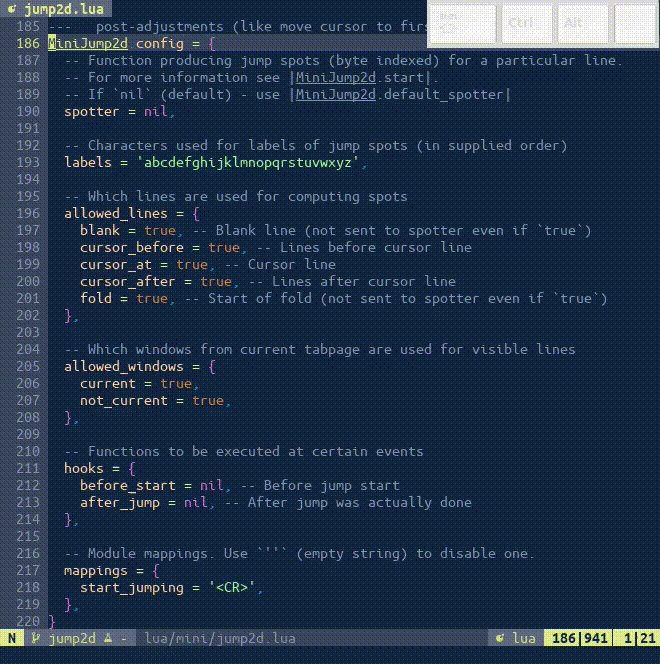 jump2d.lua
185 ---   post-adjustments (like move cursor to fir
Ctrl Alt
186 MiniJump2d.config = {
187   -- Function producing jump spots (byte indexed) for a particular line.
188   -- For more information see |MiniJump2d.start|.
189   -- If `nil` (default) - use |MiniJump2d.default_spotter|
190   spotter = nil,
191
192   -- Characters used for labels of jump spots (in supplied order)
193   labels = 'abcdefghijklmnopqrstuvwxyz',
194
195   -- Which lines are used for computing spots
196   allowed_lines = {
197     blank = true, -- Blank line (not sent to spotter even if `true`)
198     cursor_before = true, -- Lines before cursor line
199     cursor_at = true, -- Cursor line
200     cursor_after = true, -- Lines after cursor line
201     fold = true, -- Start of fold (not sent to spotter even if `true`)
202   },
203
204   -- Which windows from current tabpage are used for visible lines
205   allowed_windows = {
206     current = true,
207     not_current = true,
208   },
209
210   -- Functions to be executed at certain events
211   hooks = {
212     before_start = nil, -- Before jump start
213     after_jump = nil, -- After jump was actually done
214   },
215
216   -- Module mappings. Use `''` (empty string) to disable one.
217   mappings = {
218     start_jumping = '<CR>',
219   },
220 }
N jump2d - lua/mini/jump2d.lua lua 186|941 1|21